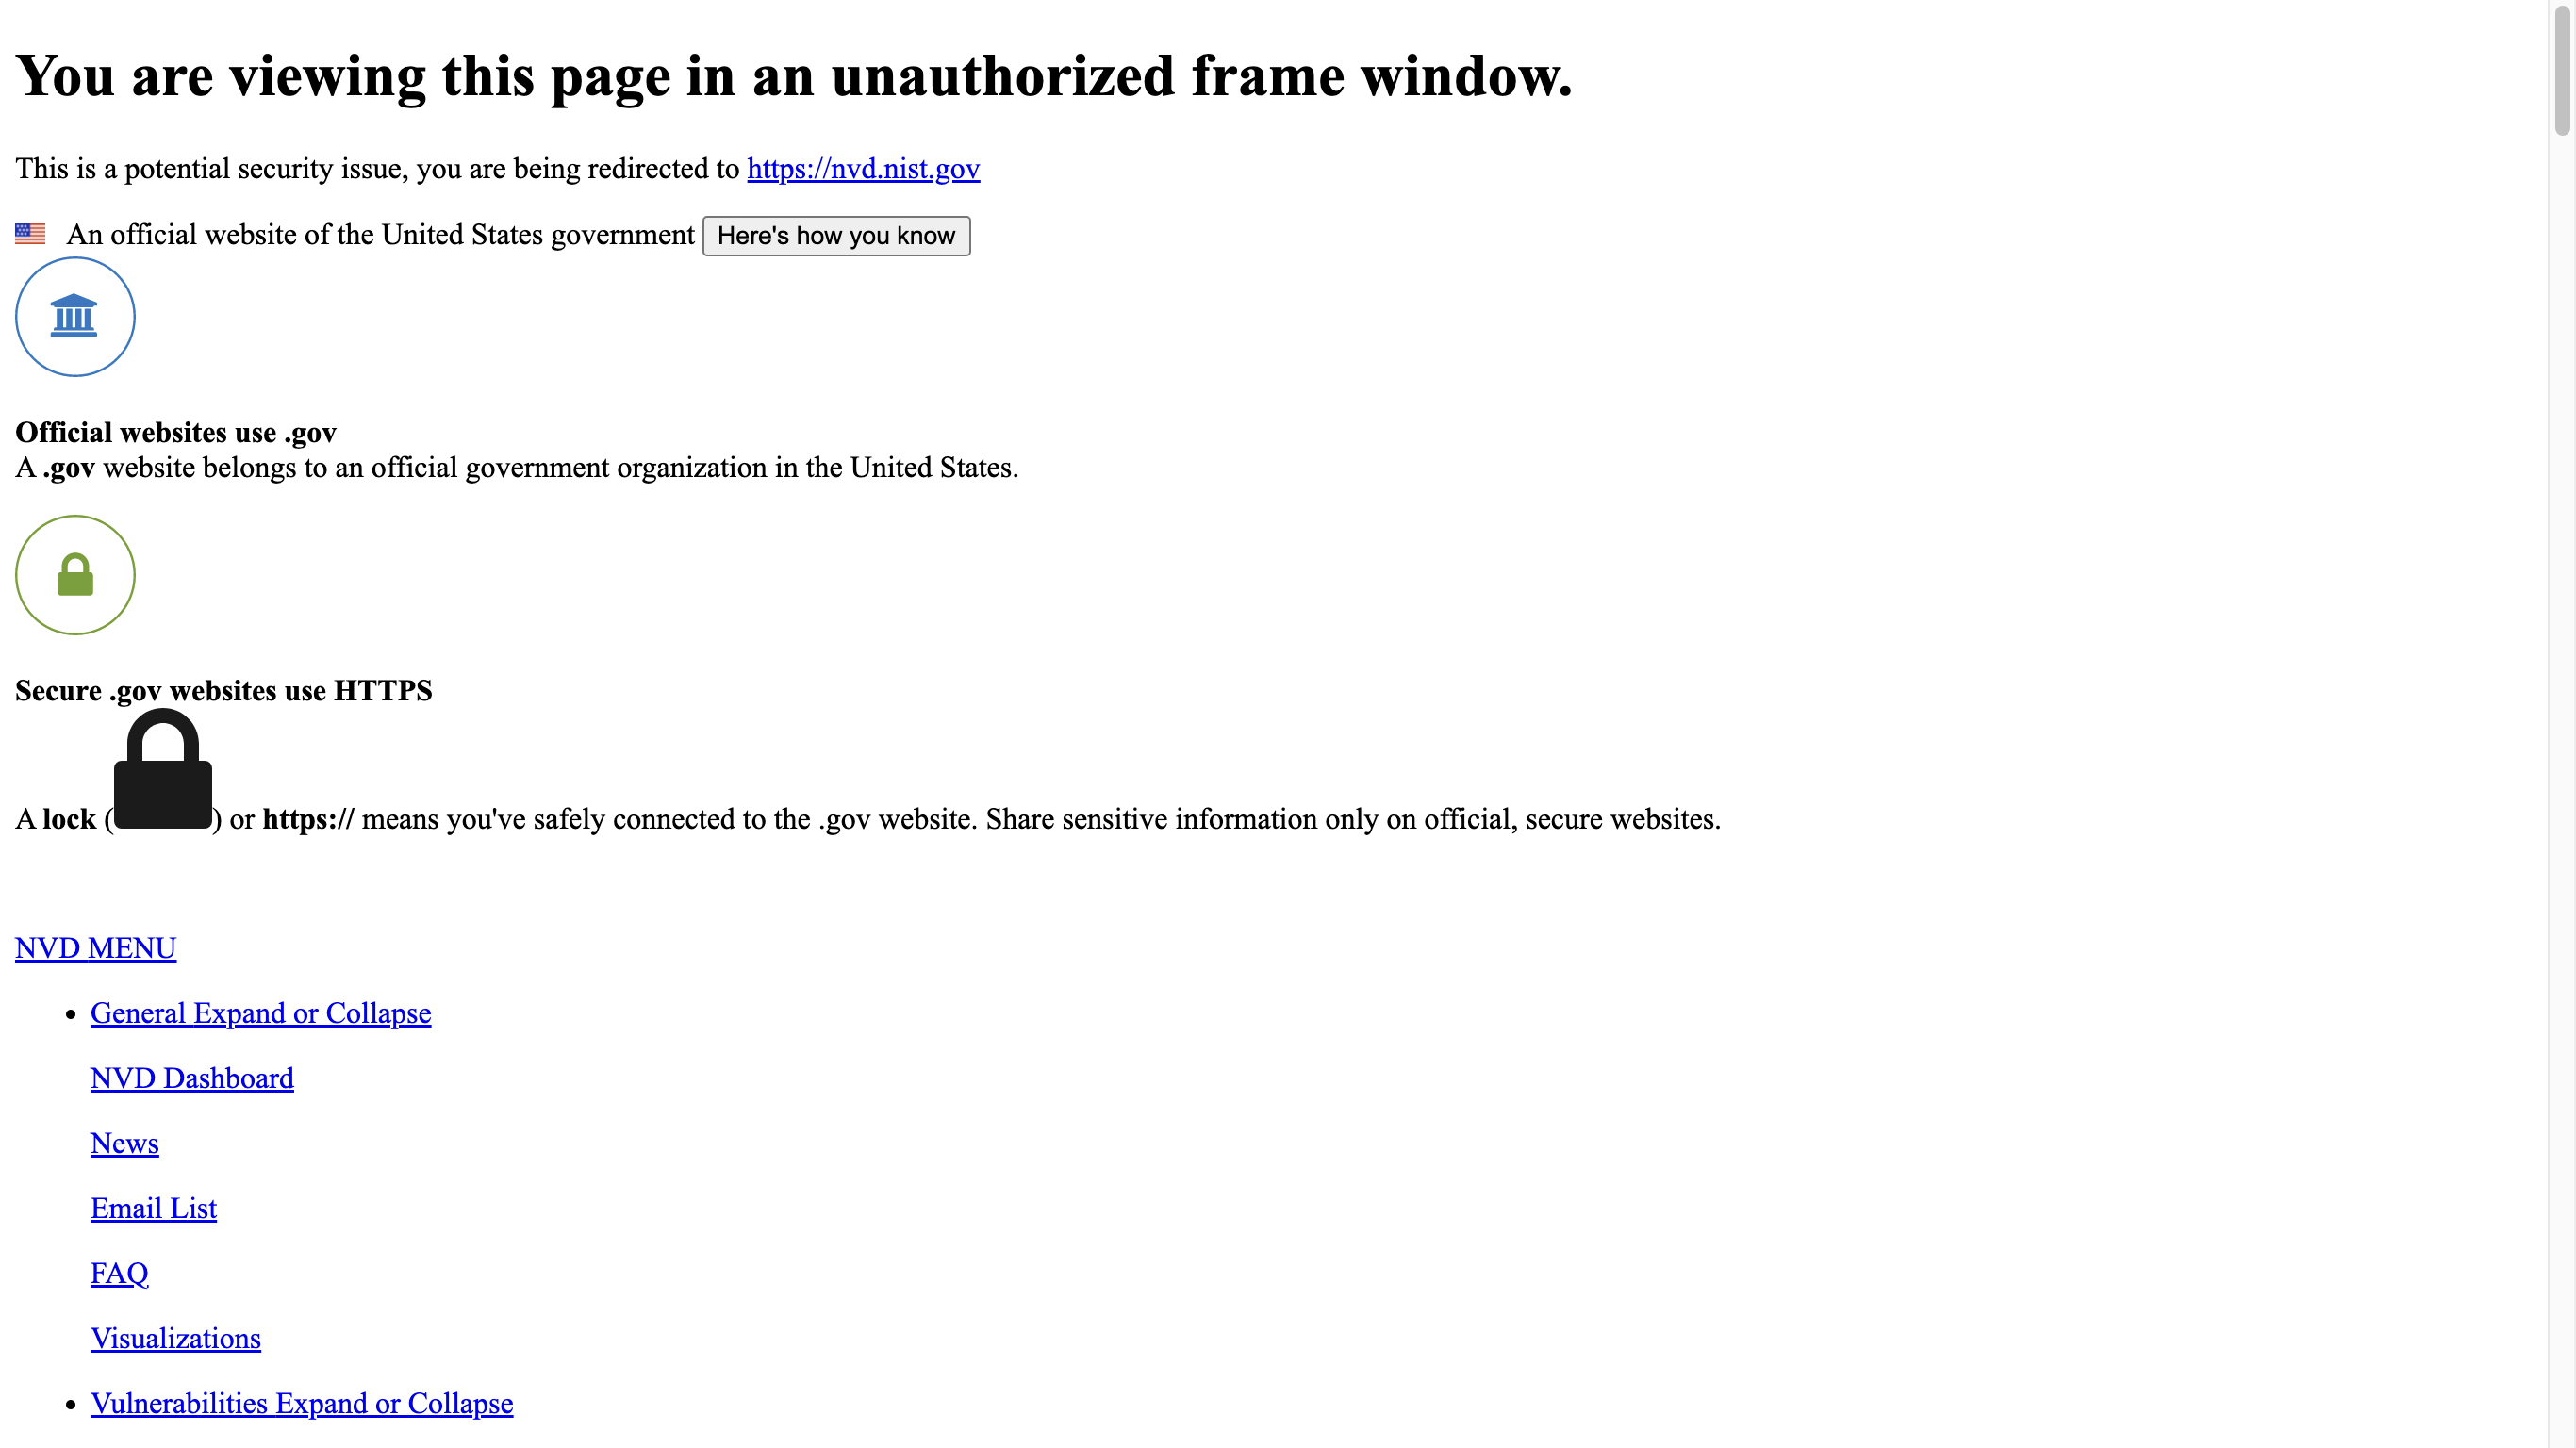 You are viewing this page in an unauthorized frame window.
This is a potential security issue, you are being redirected to https://nvd.nist.gov
An official website of the United States government Here's how you know
Official websites use .gov
A .gov website belongs to an official government organization in the United States.
Secure .gov websites use HTTPS
A lock () or https:// means you've safely connected to the .gov website. Share sensitive information only on official, secure websites.
NVD MENU
General Expand or Collapse
NVD Dashboard
News
Email List
FAQ
Visualizations
Vulnerabilities Expand or Collapse